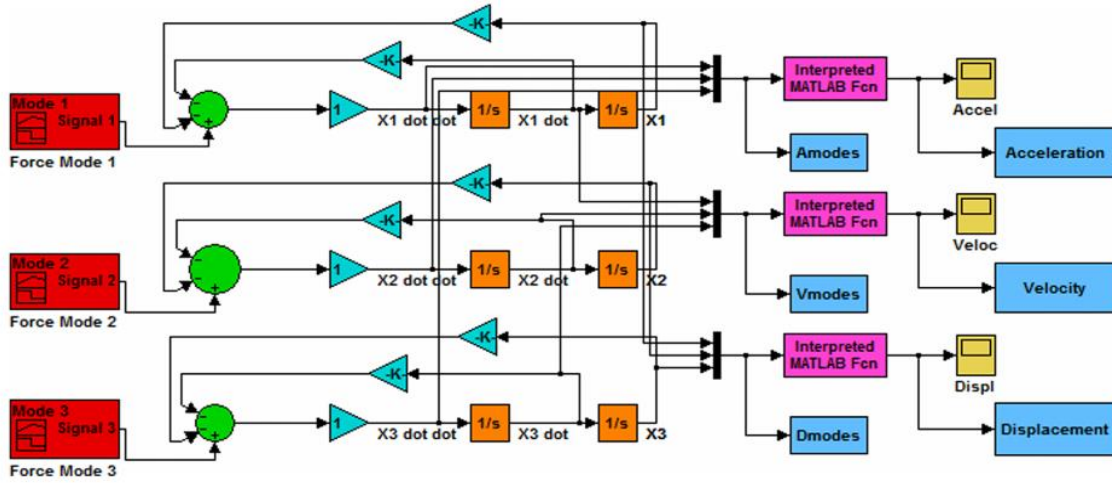 -K-
-K-
Mode 1
Signal 1
Force Mode 1
1
X1 dot dot
1/s
X1 dot
1/s
X1
Interpreted
MATLAB Fcn
Accel
Amodes
Acceleration
-K-
-K-
Mode 2
Signal 2
Force Mode 2
1
X2 dot dot
1/s
X2 dot
1/s
X2
Interpreted
MATLAB Fcn
Veloc
Vmodes
Velocity
-K-
-K-
Mode 3
Signal 3
Force Mode 3
1
X3 dot dot
1/s
X3 dot
1/s
X3
Interpreted
MATLAB Fcn
Displ
Dmodes
Displacement